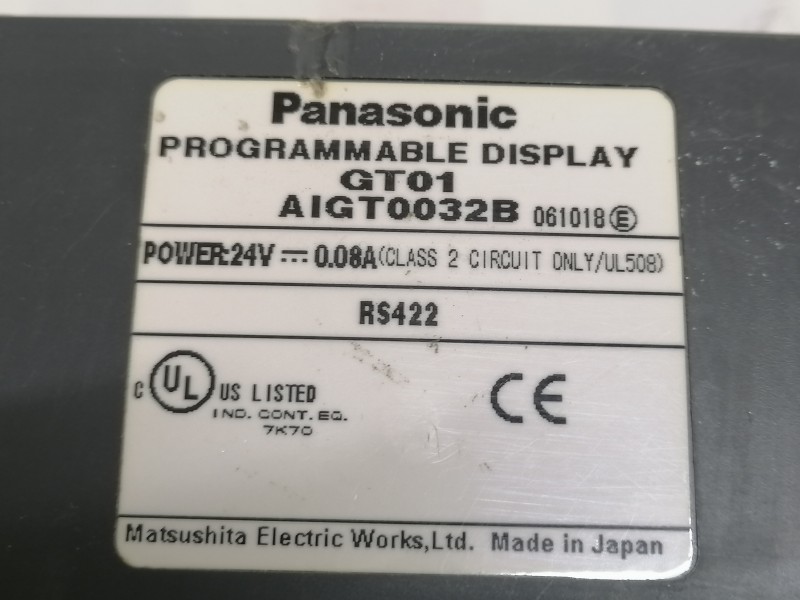 Panasonic
PROGRAMMABLE DISPLAY
GT01
AIGT0032B 061018 Ⓔ
POWER:24V ⎓ 0.08A(CLASS 2 CIRCUIT ONLY/UL508)
RS422
C UL US LISTED CE
IND. CONT. EQ.
7K70
Matsushita Electric Works,Ltd. Made in Japan